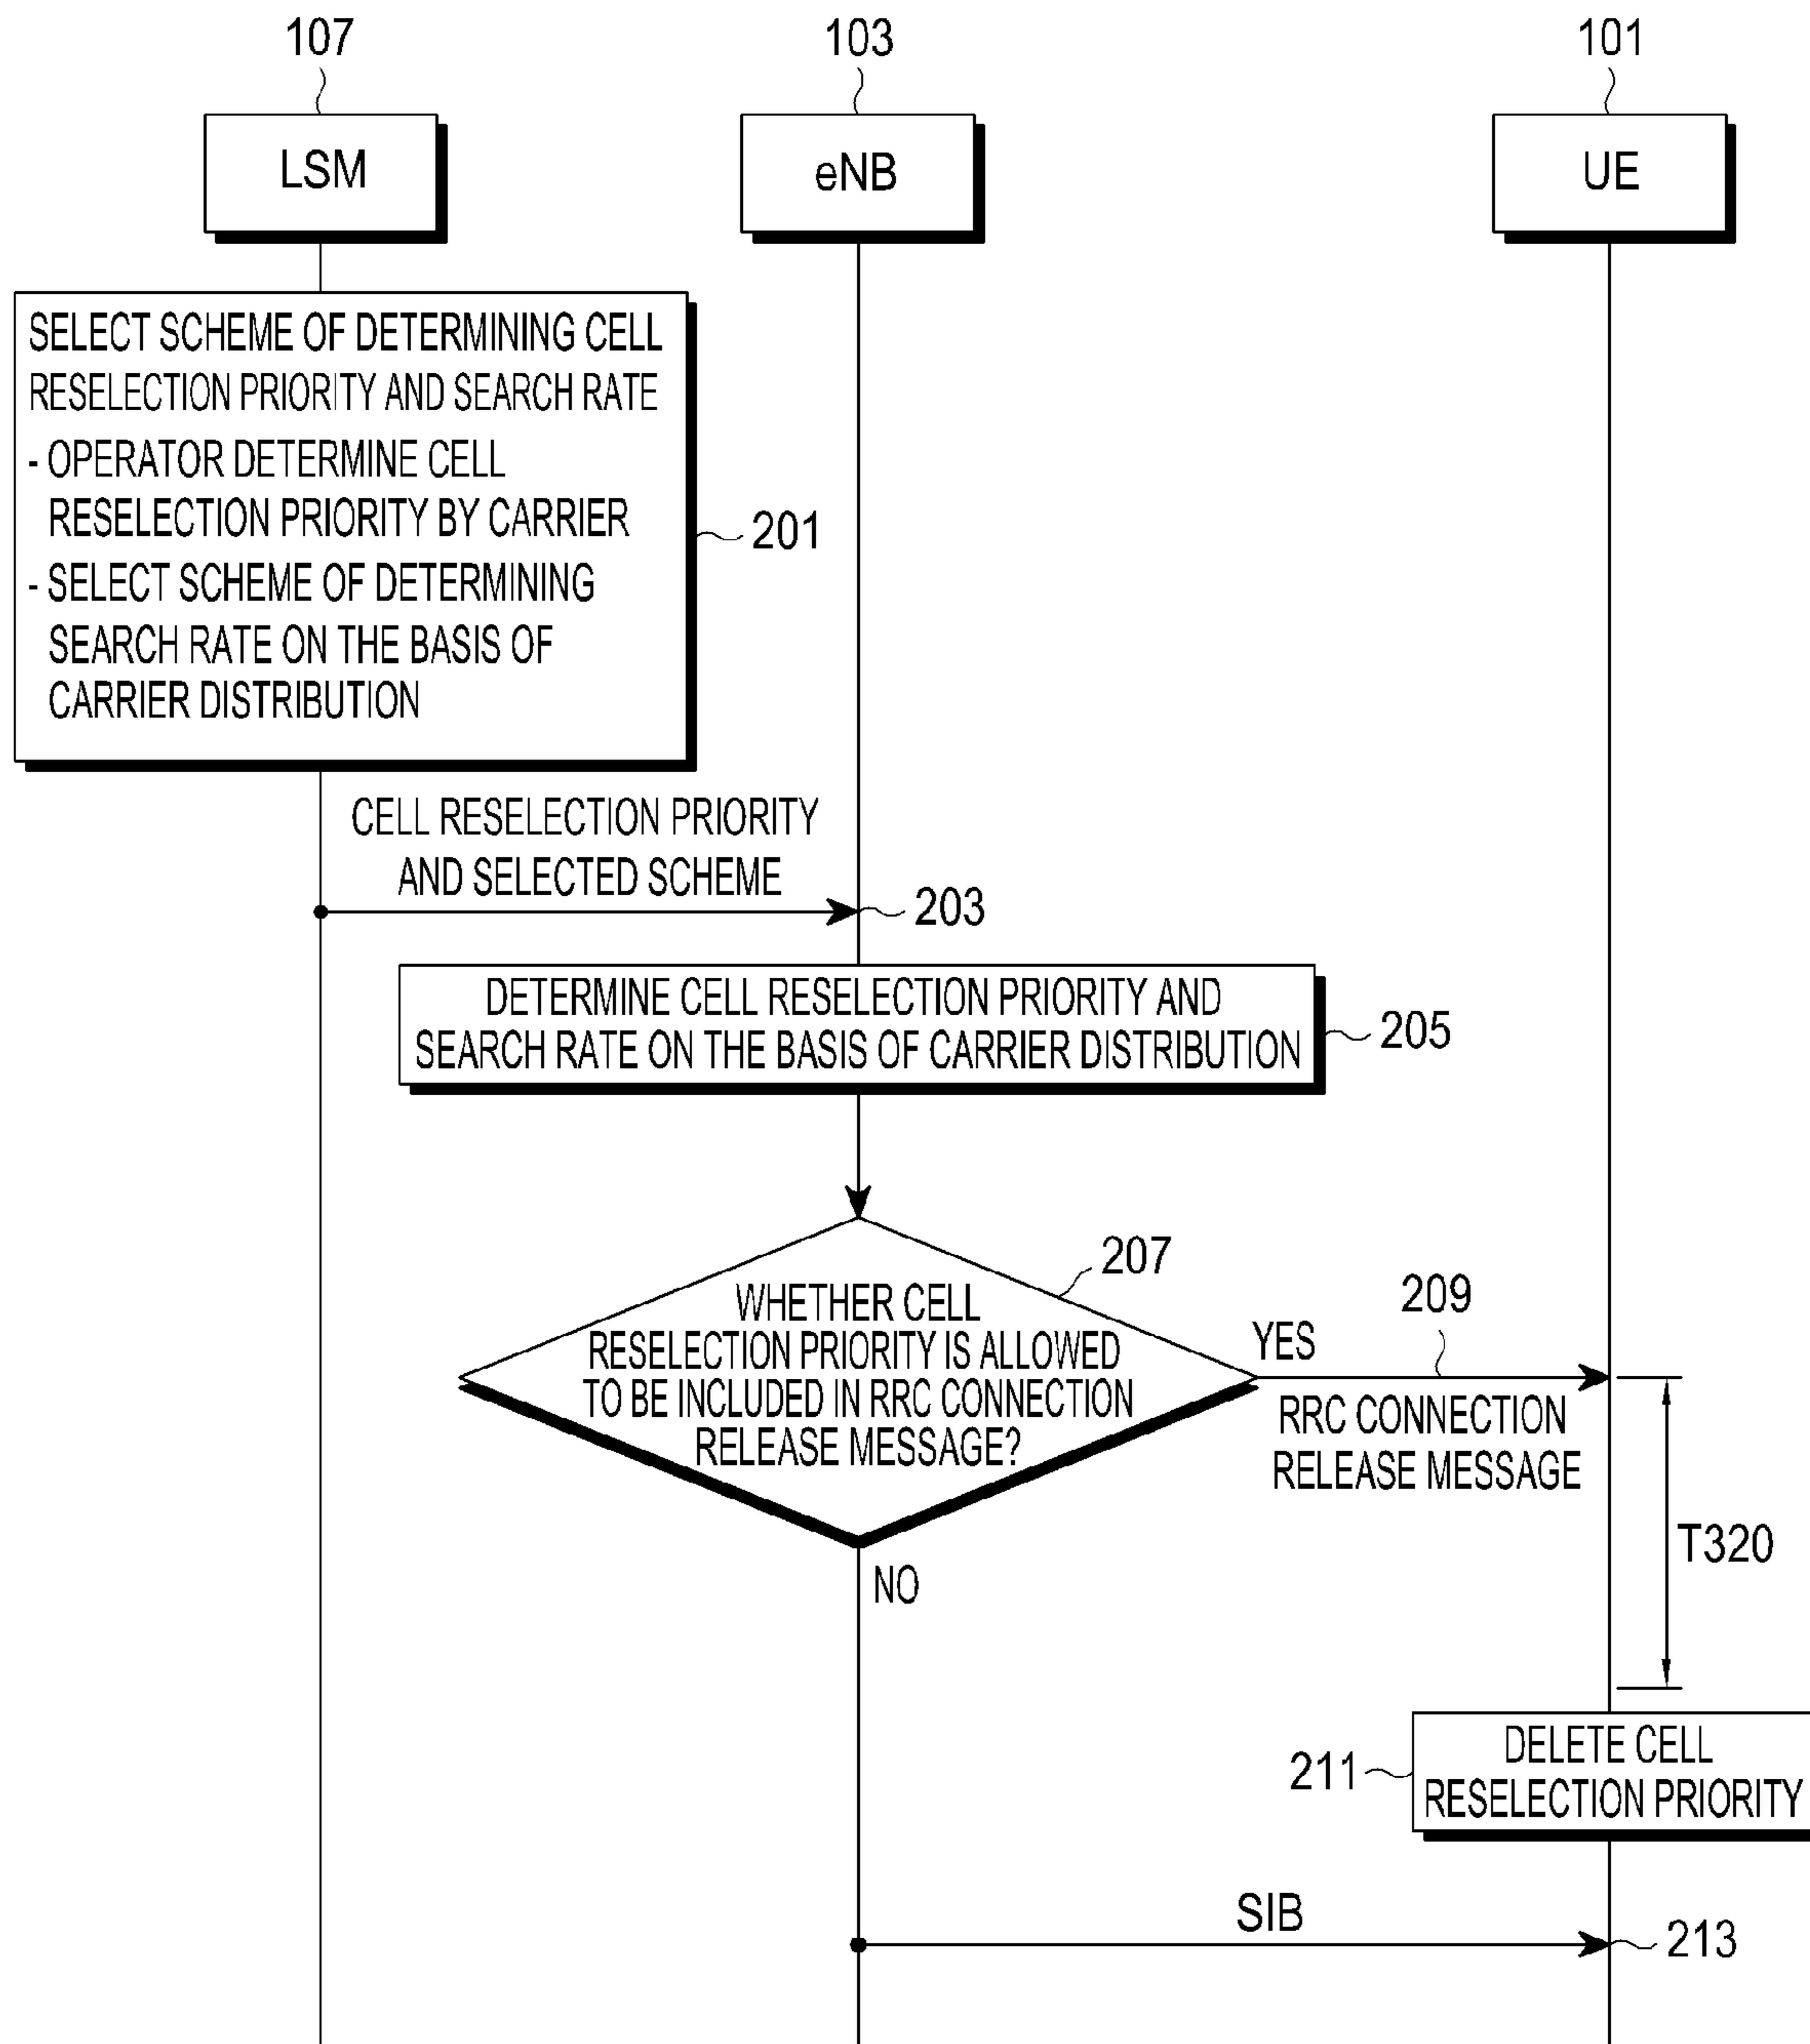 107
103
101
LSM
eNB
UE
SELECT SCHEME OF DETERMINING CELL
RESELECTION PRIORITY AND SEARCH RATE
- OPERATOR DETERMINE CELL
RESELECTION PRIORITY BY CARRIER
- SELECT SCHEME OF DETERMINING
SEARCH RATE ON THE BASIS OF
CARRIER DISTRIBUTION
201
CELL RESELECTION PRIORITY
AND SELECTED SCHEME
203
DETERMINE CELL RESELECTION PRIORITY AND
SEARCH RATE ON THE BASIS OF CARRIER DISTRIBUTION
205
207
WHETHER CELL
RESELECTION PRIORITY IS ALLOWED
TO BE INCLUDED IN RRC CONNECTION
RELEASE MESSAGE?
YES
209
RRC CONNECTION
RELEASE MESSAGE
NO
T320
211
DELETE CELL
RESELECTION PRIORITY
SIB
213